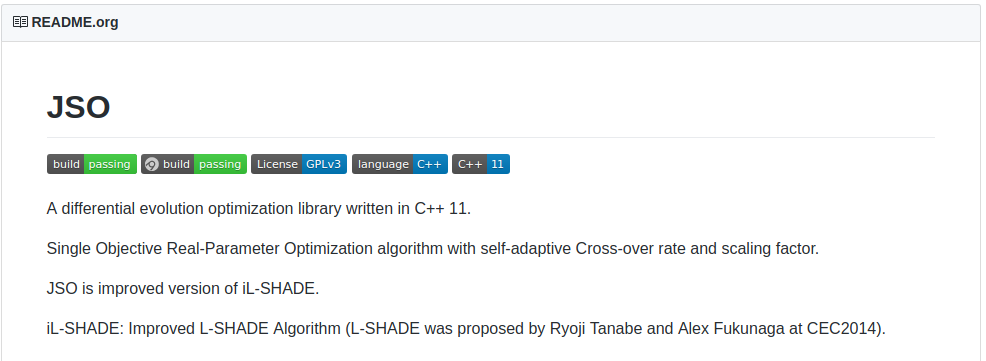 README.org
JSO
build passing build passing License GPLv3 language C++ C++ 11
A differential evolution optimization library written in C++ 11.
Single Objective Real-Parameter Optimization algorithm with self-adaptive Cross-over rate and scaling factor.
JSO is improved version of iL-SHADE.
iL-SHADE: Improved L-SHADE Algorithm (L-SHADE was proposed by Ryoji Tanabe and Alex Fukunaga at CEC2014).